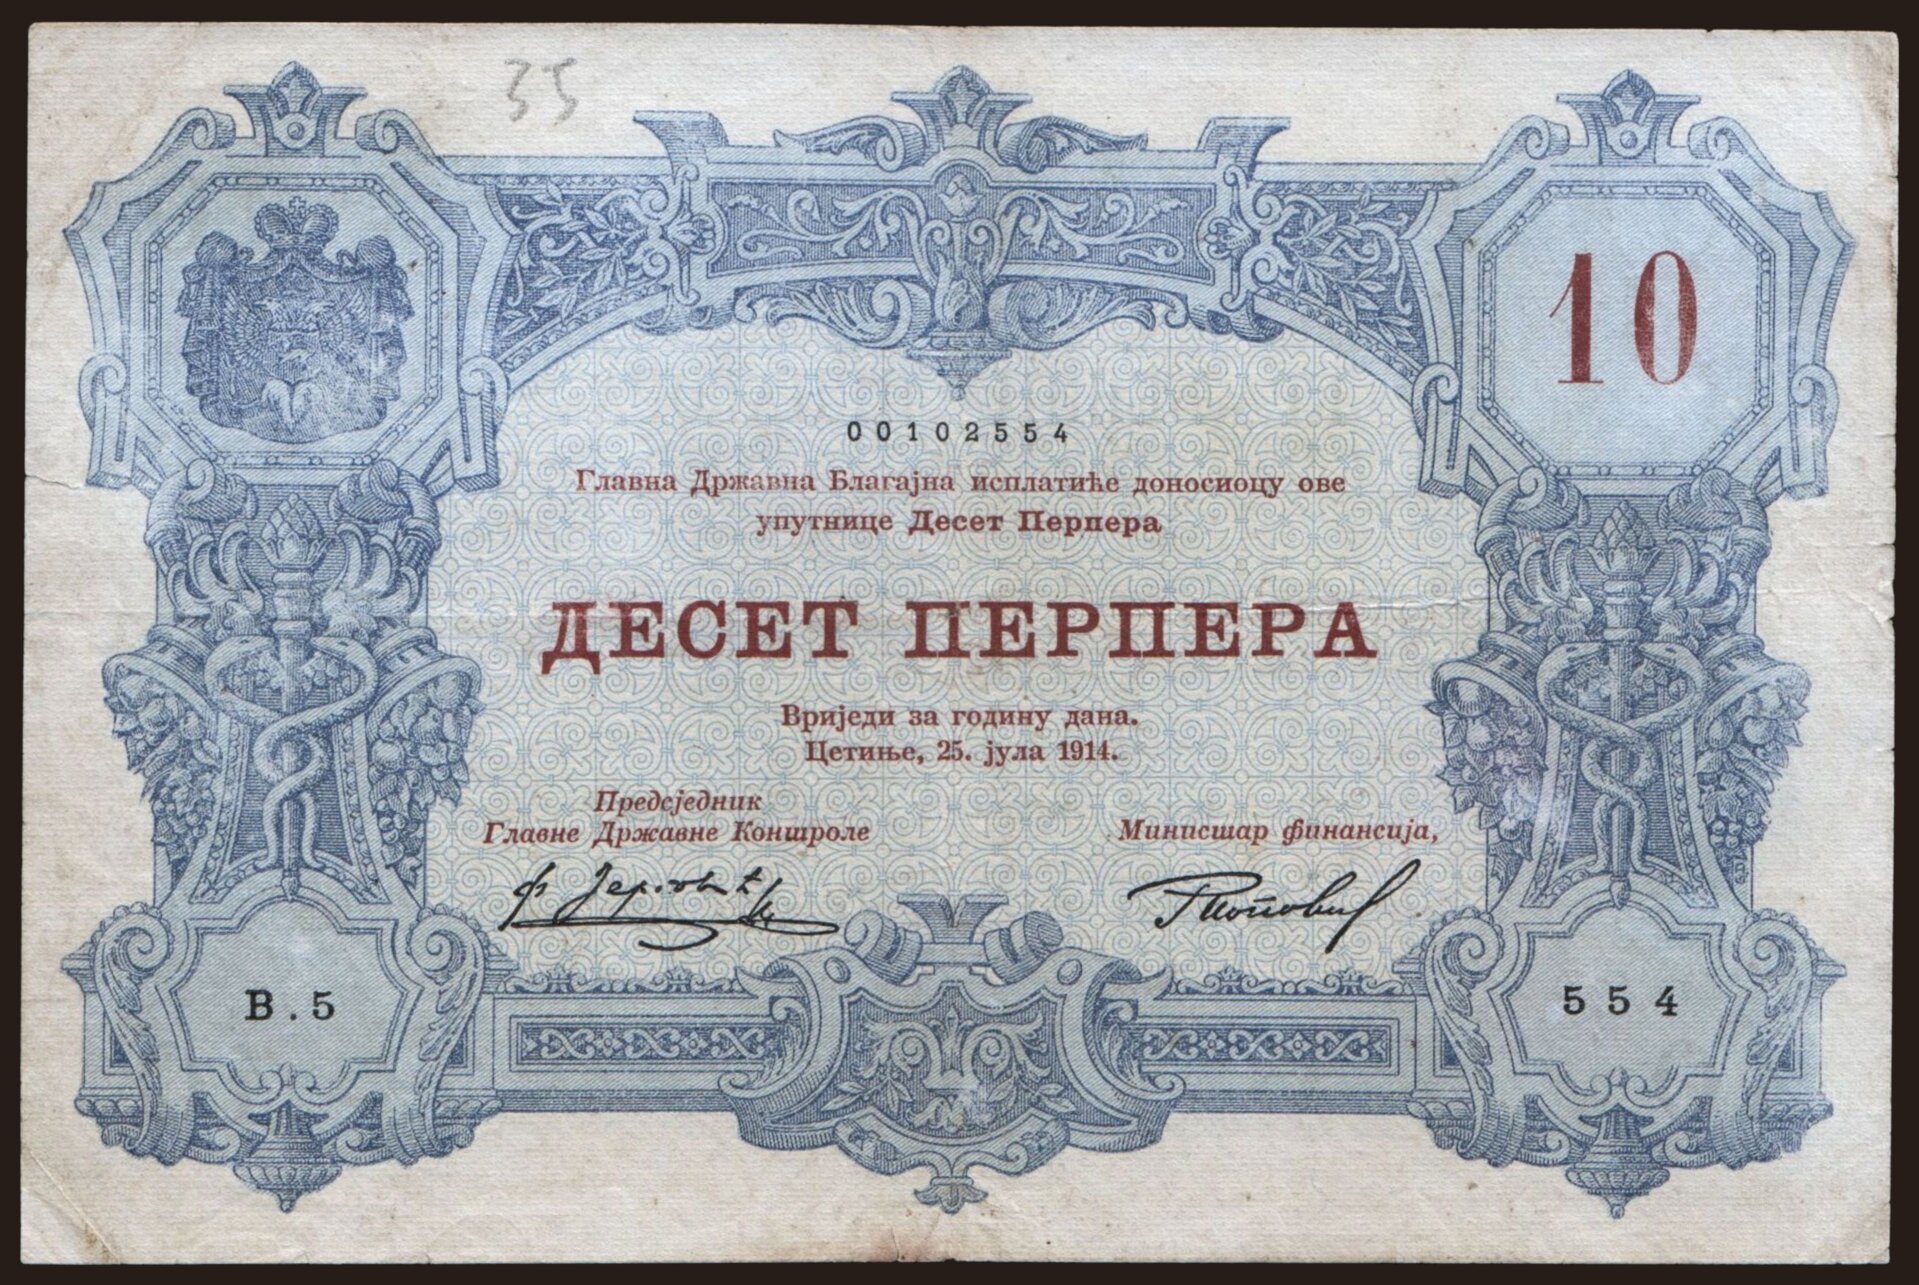 35
10
00102554
Главна Државна Благајна исплатиће доносиоцу ове
упутнице Десет Перпера
ДЕСЕТ ПЕРПЕРА
Вриједи за годину дана.
Цетиње, 25. јула 1914.
Предсједник
Главне Државне Контроле
Министар финансија,
В.5
554